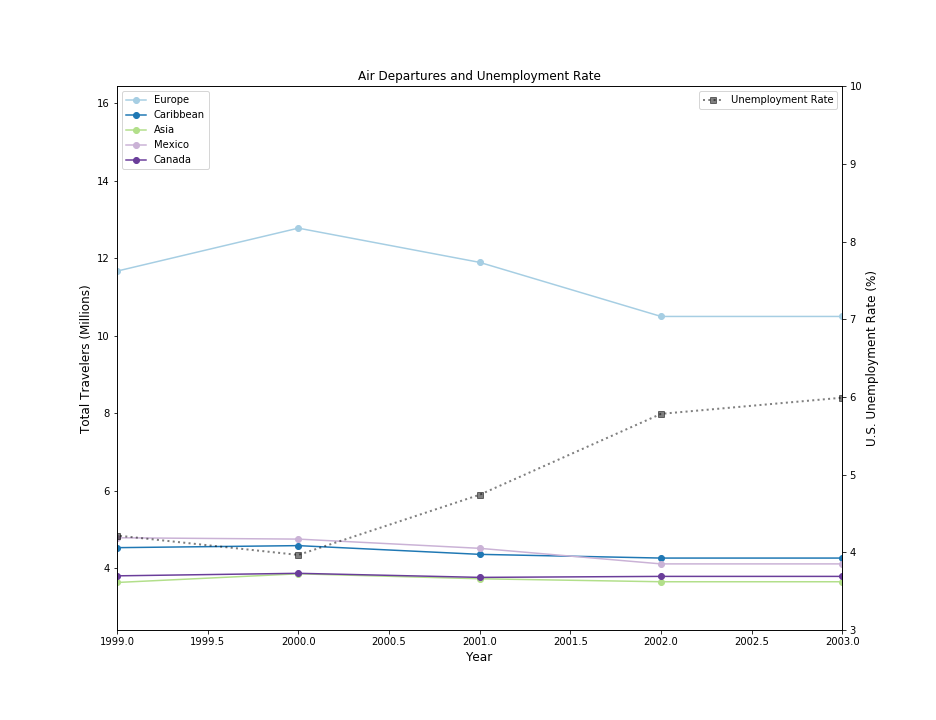 Air Departures and Unemployment Rate
Europe
Caribbean
Asia
Mexico
Canada
Unemployment Rate
16
14
12
10
8
6
4
Total Travelers (Millions)
10
9
8
7
6
5
4
3
U.S. Unemployment Rate (%)
1999.0 1999.5 2000.0 2000.5 2001.0 2001.5 2002.0 2002.5 2003.0
Year